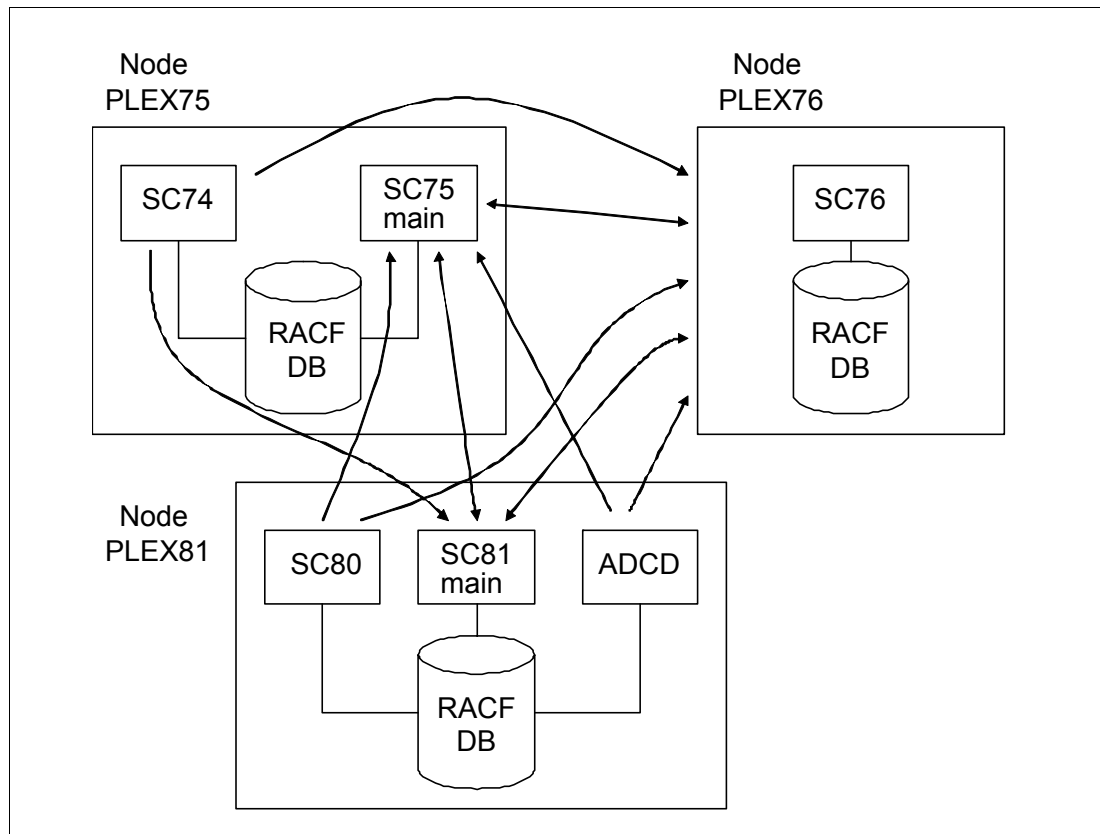 Node
PLEX75
Node
PLEX76
SC74
SC75
main
SC76
RACF
DB
RACF
DB
Node
PLEX81
SC80
SC81
main
ADCD
RACF
DB